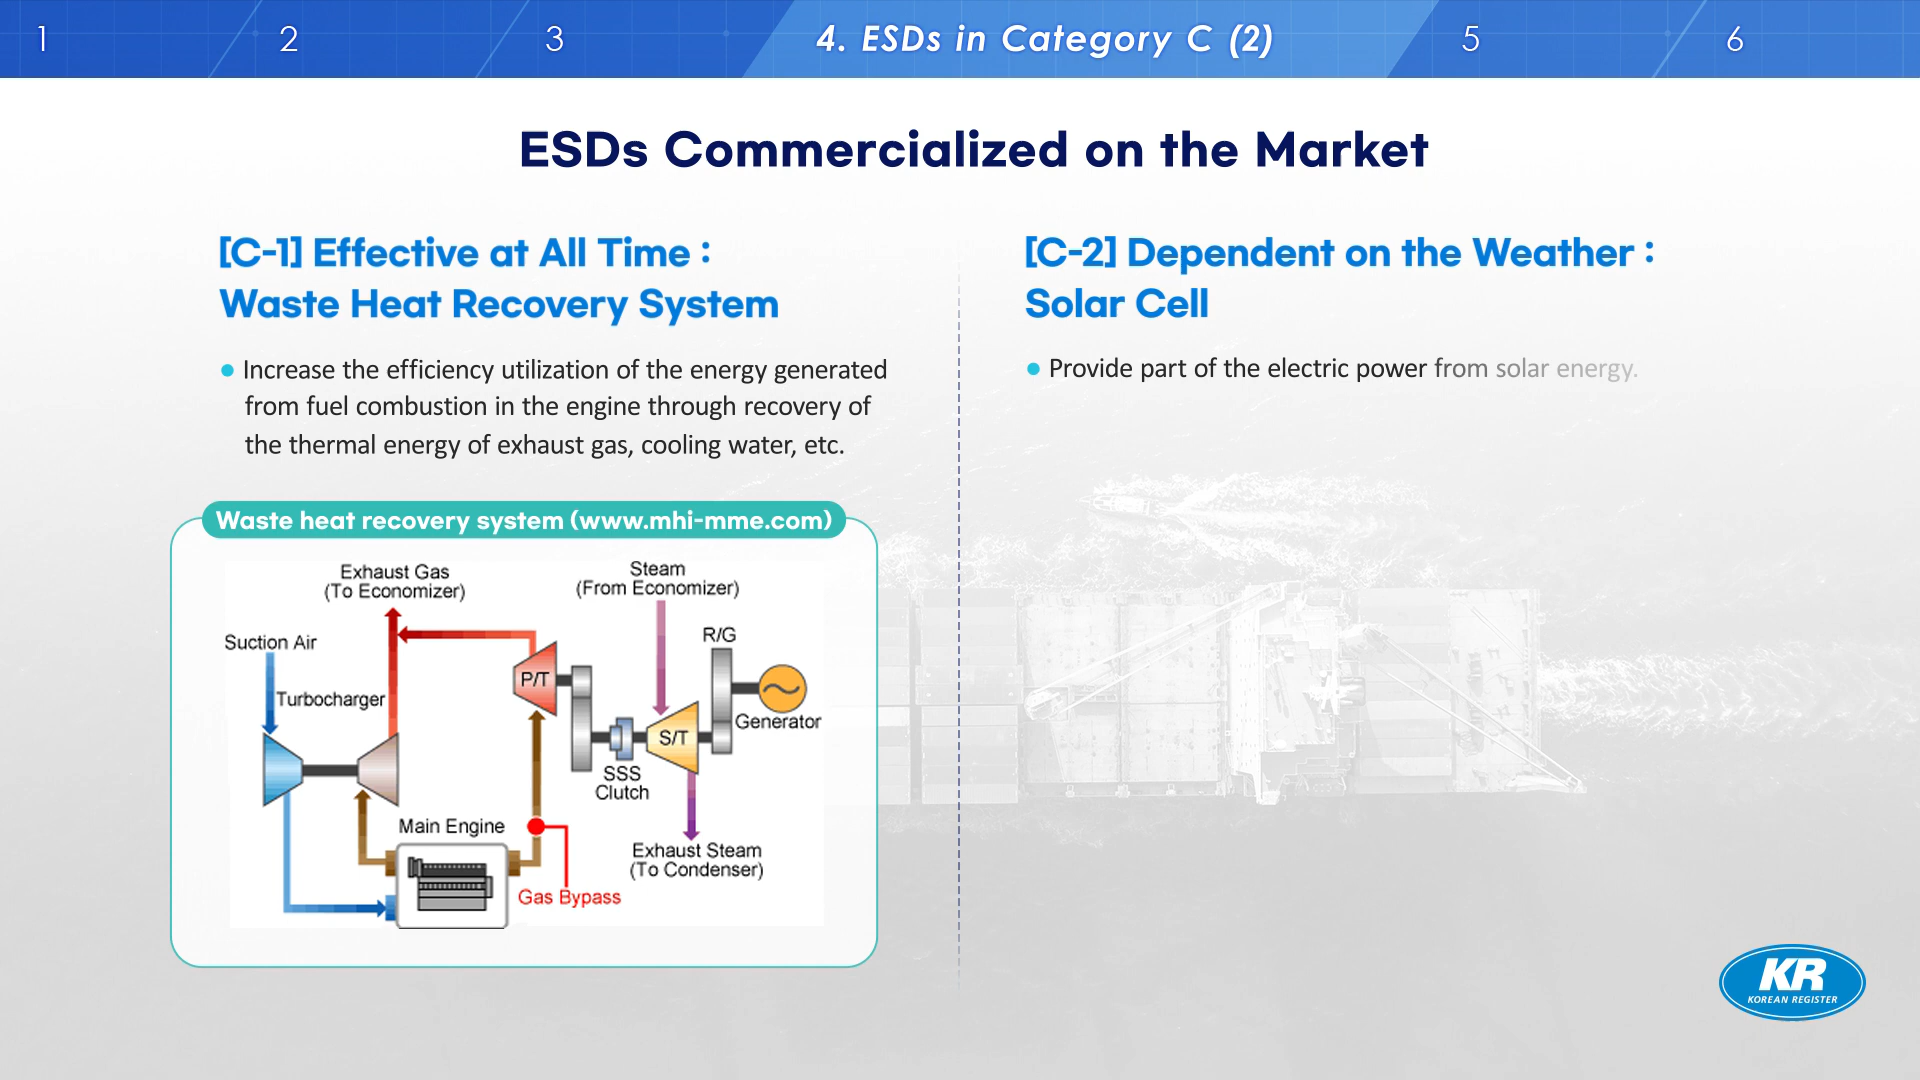 1
2
3
4. ESDs in Category C (2)
5
6
ESDs Commercialized on the Market
[C-1] Effective at All Time :
Waste Heat Recovery System
• Increase the efficiency utilization of the energy generated
from fuel combustion in the engine through recovery of
the thermal energy of exhaust gas, cooling water, etc.
Waste heat recovery system (www.mhi-mme.com)
Exhaust Gas
(To Economizer)
Steam
(From Economizer)
Suction Air
R/G
Turbocharger
P/T
Generator
S/T
SSS
Clutch
Main Engine
Exhaust Steam
(To Condenser)
Gas Bypass
[C-2] Dependent on the Weather :
Solar Cell
• Provide part of the electric power from solar energy.
KR
KOREAN REGISTER